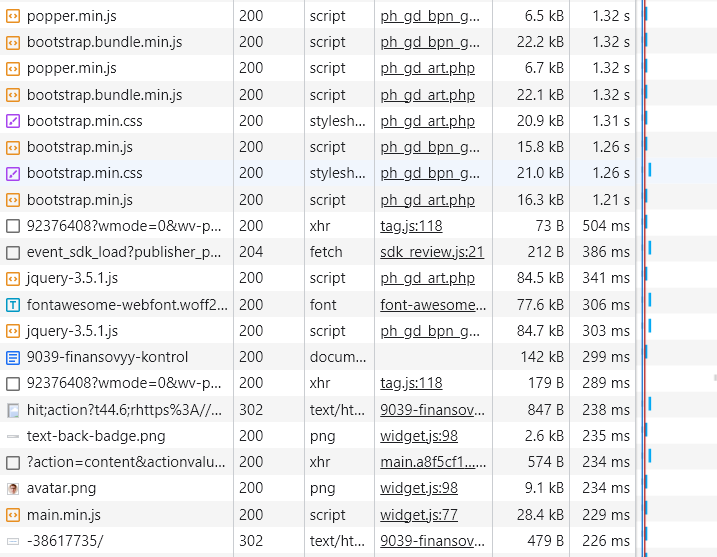 popper.min.js 200 script ph_gd_bpn_g... 6.5 kB 1.32 s
bootstrap.bundle.min.js 200 script ph_gd_bpn_g... 22.2 kB 1.32 s
popper.min.js 200 script ph_gd_art.php 6.7 kB 1.32 s
bootstrap.bundle.min.js 200 script ph_gd_art.php 22.1 kB 1.32 s
bootstrap.min.css 200 stylesh... ph_gd_art.php 20.9 kB 1.31 s
bootstrap.min.js 200 script ph_gd_bpn_g... 15.8 kB 1.26 s
bootstrap.min.css 200 stylesh... ph_gd_bpn_g... 21.0 kB 1.26 s
bootstrap.min.js 200 script ph_gd_art.php 16.3 kB 1.21 s
92376408?wmode=0&wv-p... 200 xhr tag.js:118 73 B 504 ms
event_sdk_load?publisher_p... 204 fetch sdk_review.js:21 212 B 386 ms
jquery-3.5.1.js 200 script ph_gd_art.php 84.5 kB 341 ms
fontawesome-webfont.woff2... 200 font font-awesome... 77.6 kB 306 ms
jquery-3.5.1.js 200 script ph_gd_bpn_g... 84.7 kB 303 ms
9039-finansovyy-kontrol 200 docum... 142 kB 299 ms
92376408?wmode=0&wv-p... 200 xhr tag.js:118 179 B 289 ms
hit;action?t44.6;rhttps%3A//... 302 text/ht... 9039-finansov... 847 B 238 ms
text-back-badge.png 200 png widget.js:98 2.6 kB 235 ms
?action=content&actionvalu... 200 xhr main.a8f5cf1...... 574 B 234 ms
avatar.png 200 png widget.js:98 9.1 kB 234 ms
main.min.js 200 script widget.js:77 28.4 kB 229 ms
-38617735/ 302 text/ht... 9039-finansov... 479 B 226 ms